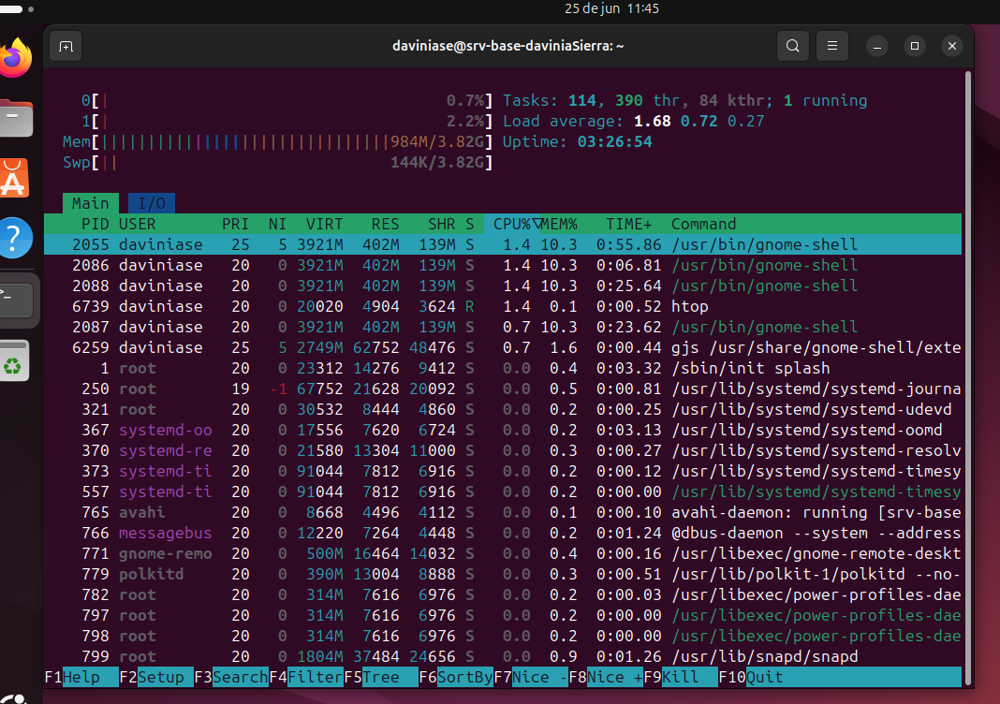 25 de jun 11:45
daviniase@srv-base-daviniaSierra: ~
0[| 0.7%] Tasks: 114, 390 thr, 84 kthr; 1 running
1[| 2.2%] Load average: 1.68 0.72 0.27
Mem[|||||||||||||||||||||||||||||||984M/3.82G] Uptime: 03:26:54
Swp[|| 144K/3.82G]
Main I/O
PID USER PRI NI VIRT RES SHR S CPU%▽MEM% TIME+ Command
2055 daviniase 25 5 3921M 402M 139M S 1.4 10.3 0:55.86 /usr/bin/gnome-shell
2086 daviniase 20 0 3921M 402M 139M S 1.4 10.3 0:06.81 /usr/bin/gnome-shell
2088 daviniase 20 0 3921M 402M 139M S 1.4 10.3 0:25.64 /usr/bin/gnome-shell
6739 daviniase 20 0 20020 4904 3624 R 1.4 0.1 0:00.52 htop
2087 daviniase 20 0 3921M 402M 139M S 0.7 10.3 0:23.62 /usr/bin/gnome-shell
6259 daviniase 25 5 2749M 62752 48476 S 0.7 1.6 0:00.44 gjs /usr/share/gnome-shell/exte
1 root 20 0 23312 14276 9412 S 0.0 0.4 0:03.32 /sbin/init splash
250 root 19 -1 67752 21628 20092 S 0.0 0.5 0:00.81 /usr/lib/systemd/systemd-journa
321 root 20 0 30532 8444 4860 S 0.0 0.2 0:00.25 /usr/lib/systemd/systemd-udevd
367 systemd-oo 20 0 17556 7620 6724 S 0.0 0.2 0:03.13 /usr/lib/systemd/systemd-oomd
370 systemd-re 20 0 21580 13304 11000 S 0.0 0.3 0:00.27 /usr/lib/systemd/systemd-resolv
373 systemd-ti 20 0 91044 7812 6916 S 0.0 0.2 0:00.12 /usr/lib/systemd/systemd-timesy
557 systemd-ti 20 0 91044 7812 6916 S 0.0 0.2 0:00.00 /usr/lib/systemd/systemd-timesy
765 avahi 20 0 8668 4496 4112 S 0.0 0.1 0:00.10 avahi-daemon: running [srv-base
766 messagebus 20 0 12220 7264 4448 S 0.0 0.2 0:01.24 @dbus-daemon --system --address
771 gnome-remo 20 0 500M 16464 14032 S 0.0 0.4 0:00.16 /usr/libexec/gnome-remote-deskt
779 polkitd 20 0 390M 13004 8888 S 0.0 0.3 0:00.51 /usr/lib/polkit-1/polkitd --no-
782 root 20 0 314M 7616 6976 S 0.0 0.2 0:00.03 /usr/libexec/power-profiles-dae
797 root 20 0 314M 7616 6976 S 0.0 0.2 0:00.00 /usr/libexec/power-profiles-dae
798 root 20 0 314M 7616 6976 S 0.0 0.2 0:00.00 /usr/libexec/power-profiles-dae
799 root 20 0 1804M 37484 24656 S 0.0 0.9 0:01.26 /usr/lib/snapd/snapd
F1Help F2Setup F3SearchF4FilterF5Tree F6SortByF7Nice -F8Nice +F9Kill F10Quit